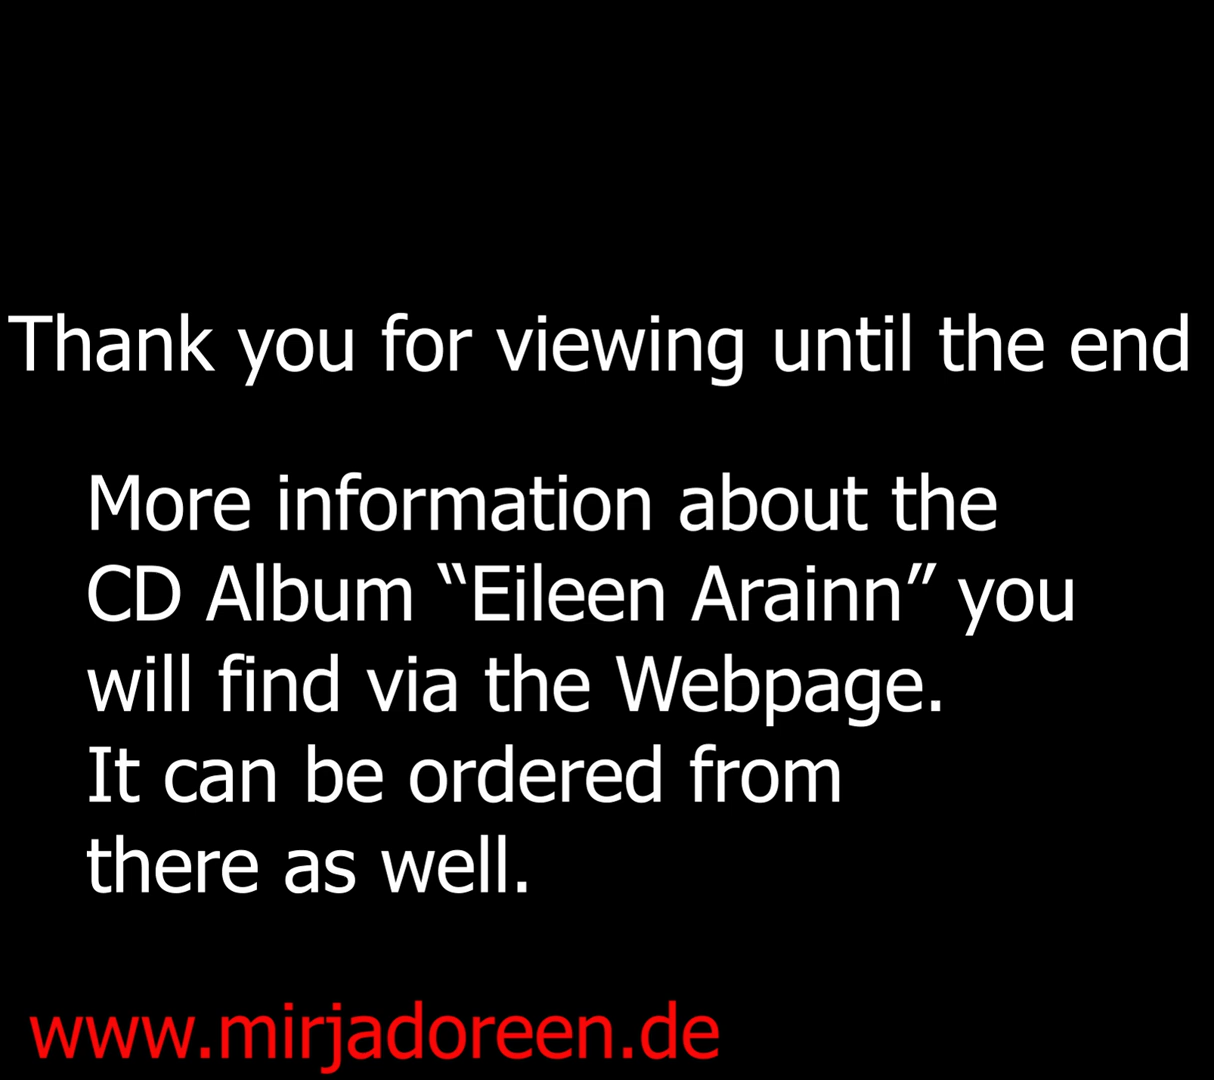 Thank you for viewing until the end
More information about the
CD Album “Eileen Arainn” you
will find via the Webpage.
It can be ordered from
there as well.
www.mirjadoreen.de